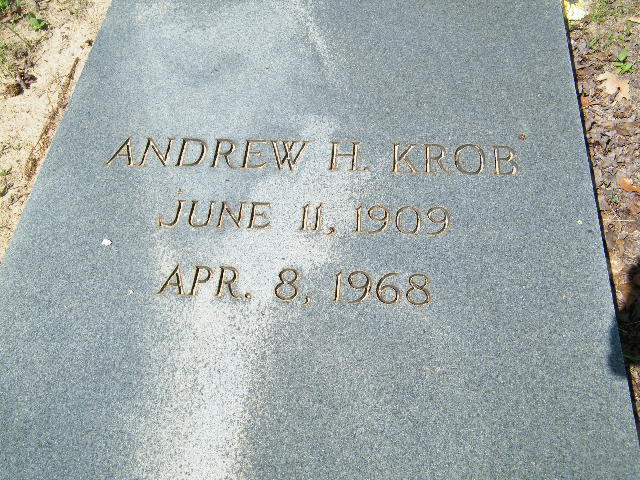 ANDREW H. KROB
JUNE 11, 1909
APR. 8, 1968